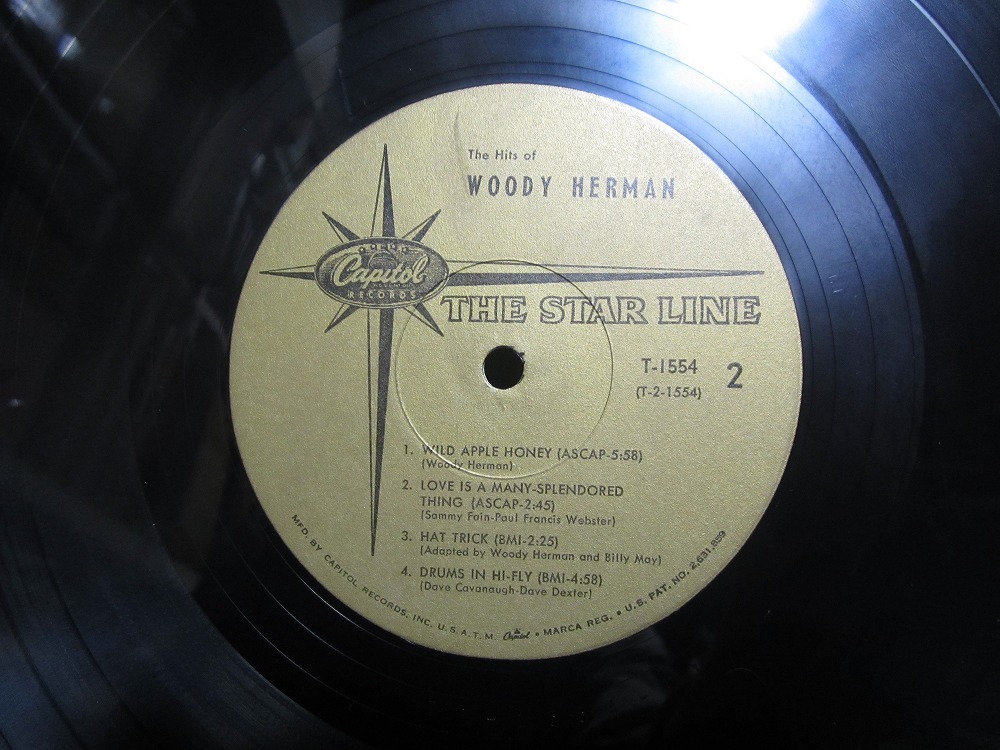 The Hits of
WOODY HERMAN
Capitol
RECORDS
THE STAR LINE
T-1554
2
(T-2-1554)
1. WILD APPLE HONEY (ASCAP-5:58)
(Woody Herman)
2. LOVE IS A MANY-SPLENDORED
THING (ASCAP-2:45)
(Sammy Fain-Paul Francis Webster)
3. HAT TRICK (BMI-2:25)
(Adapted by Woody Herman and Billy May)
4. DRUMS IN HI-FLY (BMI-4:58)
(Dave Cavanaugh-Dave Dexter)
MFD. BY CAPITOL RECORDS, INC. U.S.A. T.M. Capitol • MARCA REG. • U.S. PAT. NO. 2,631,859